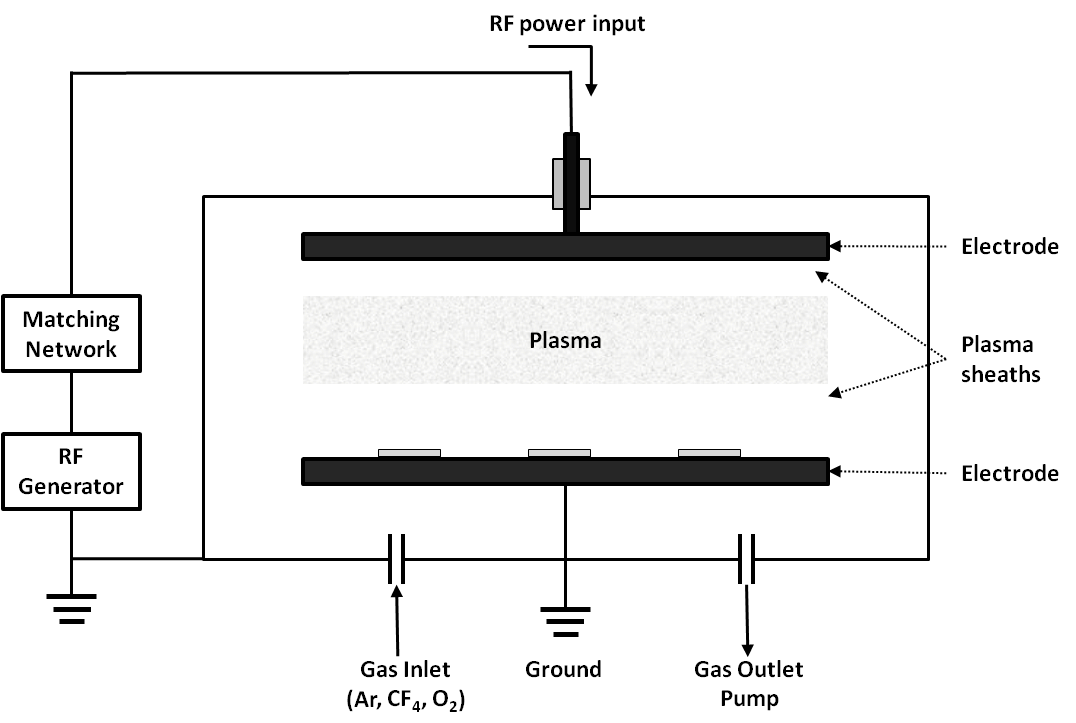 RF power input
Electrode
Matching
Network
Plasma
Plasma
sheaths
RF
Generator
Electrode
Gas Inlet
(Ar, CF₄, O₂)
Ground
Gas Outlet
Pump